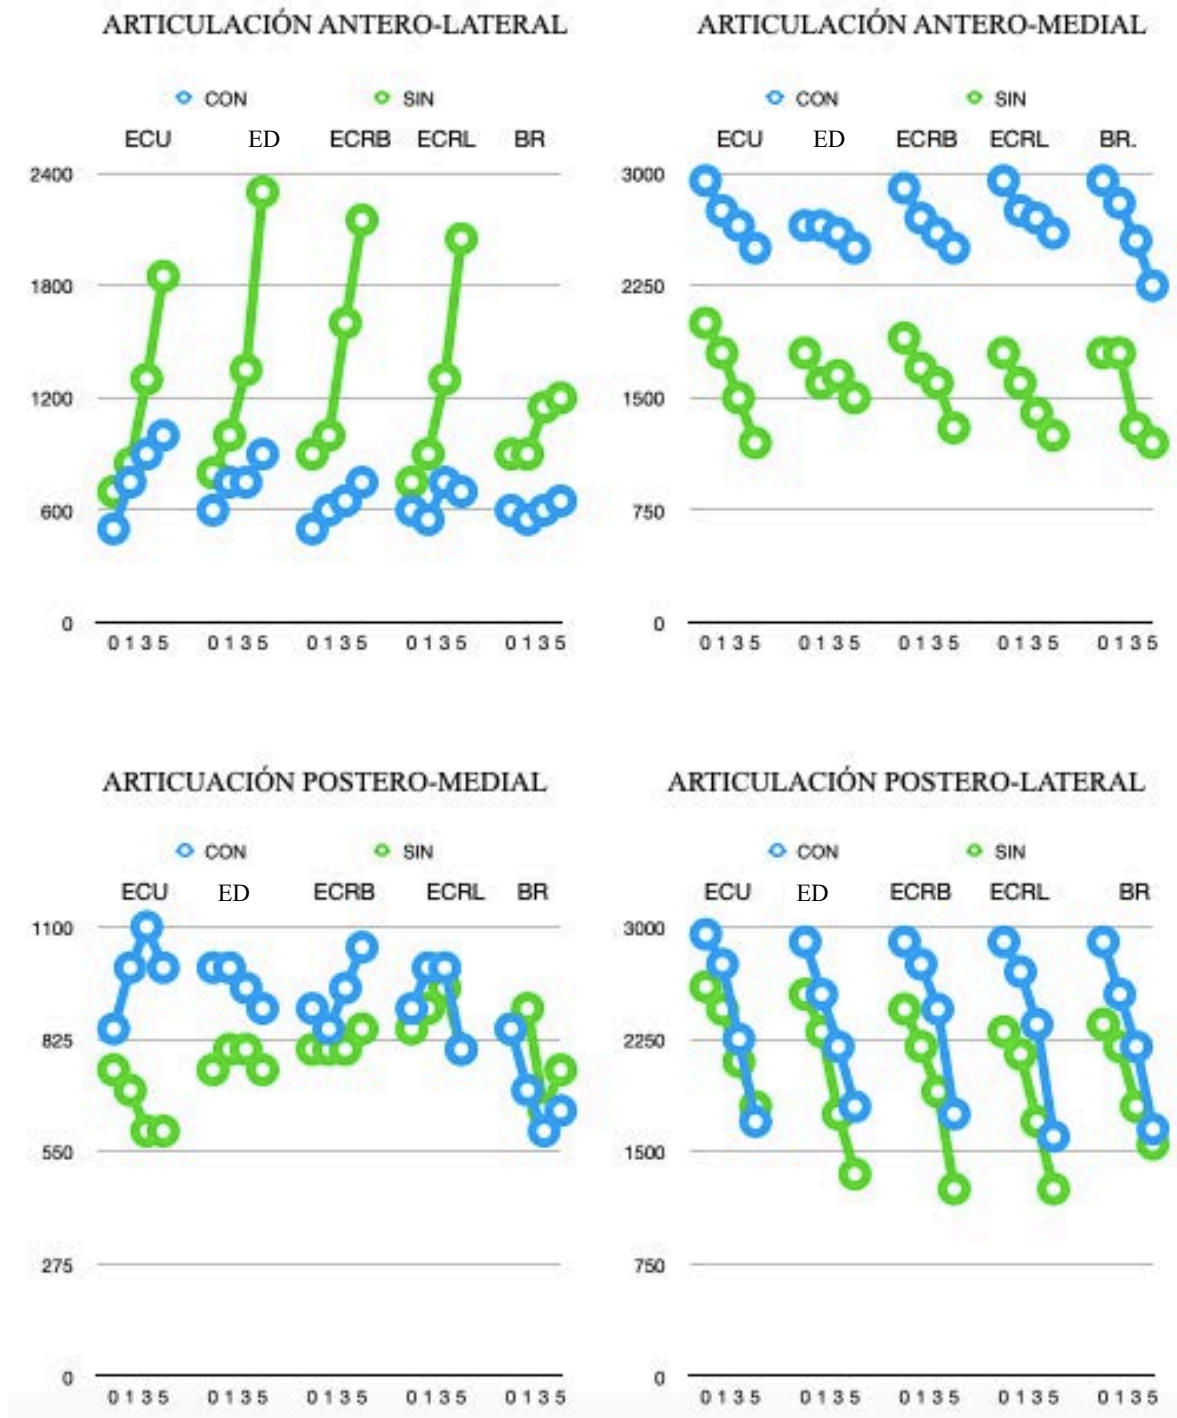 ARTICULACIÓN ANTERO-LATERAL
CON SIN
ECU ED ECRB ECRL BR
2400
1800
1200
600
0
0 1 3 5 0 1 3 5 0 1 3 5 0 1 3 5 0 1 3 5
ARTICULACIÓN ANTERO-MEDIAL
CON SIN
ECU ED ECRB ECRL BR.
3000
2250
1500
750
0
0 1 3 5 0 1 3 5 0 1 3 5 0 1 3 5 0 1 3 5
ARTICUACIÓN POSTERO-MEDIAL
CON SIN
ECU ED ECRB ECRL BR
1100
825
550
275
0
0 1 3 5 0 1 3 5 0 1 3 5 0 1 3 5 0 1 3 5
ARTICULACIÓN POSTERO-LATERAL
CON SIN
ECU ED ECRB ECRL BR
3000
2250
1500
750
0
0 1 3 5 0 1 3 5 0 1 3 5 0 1 3 5 0 1 3 5